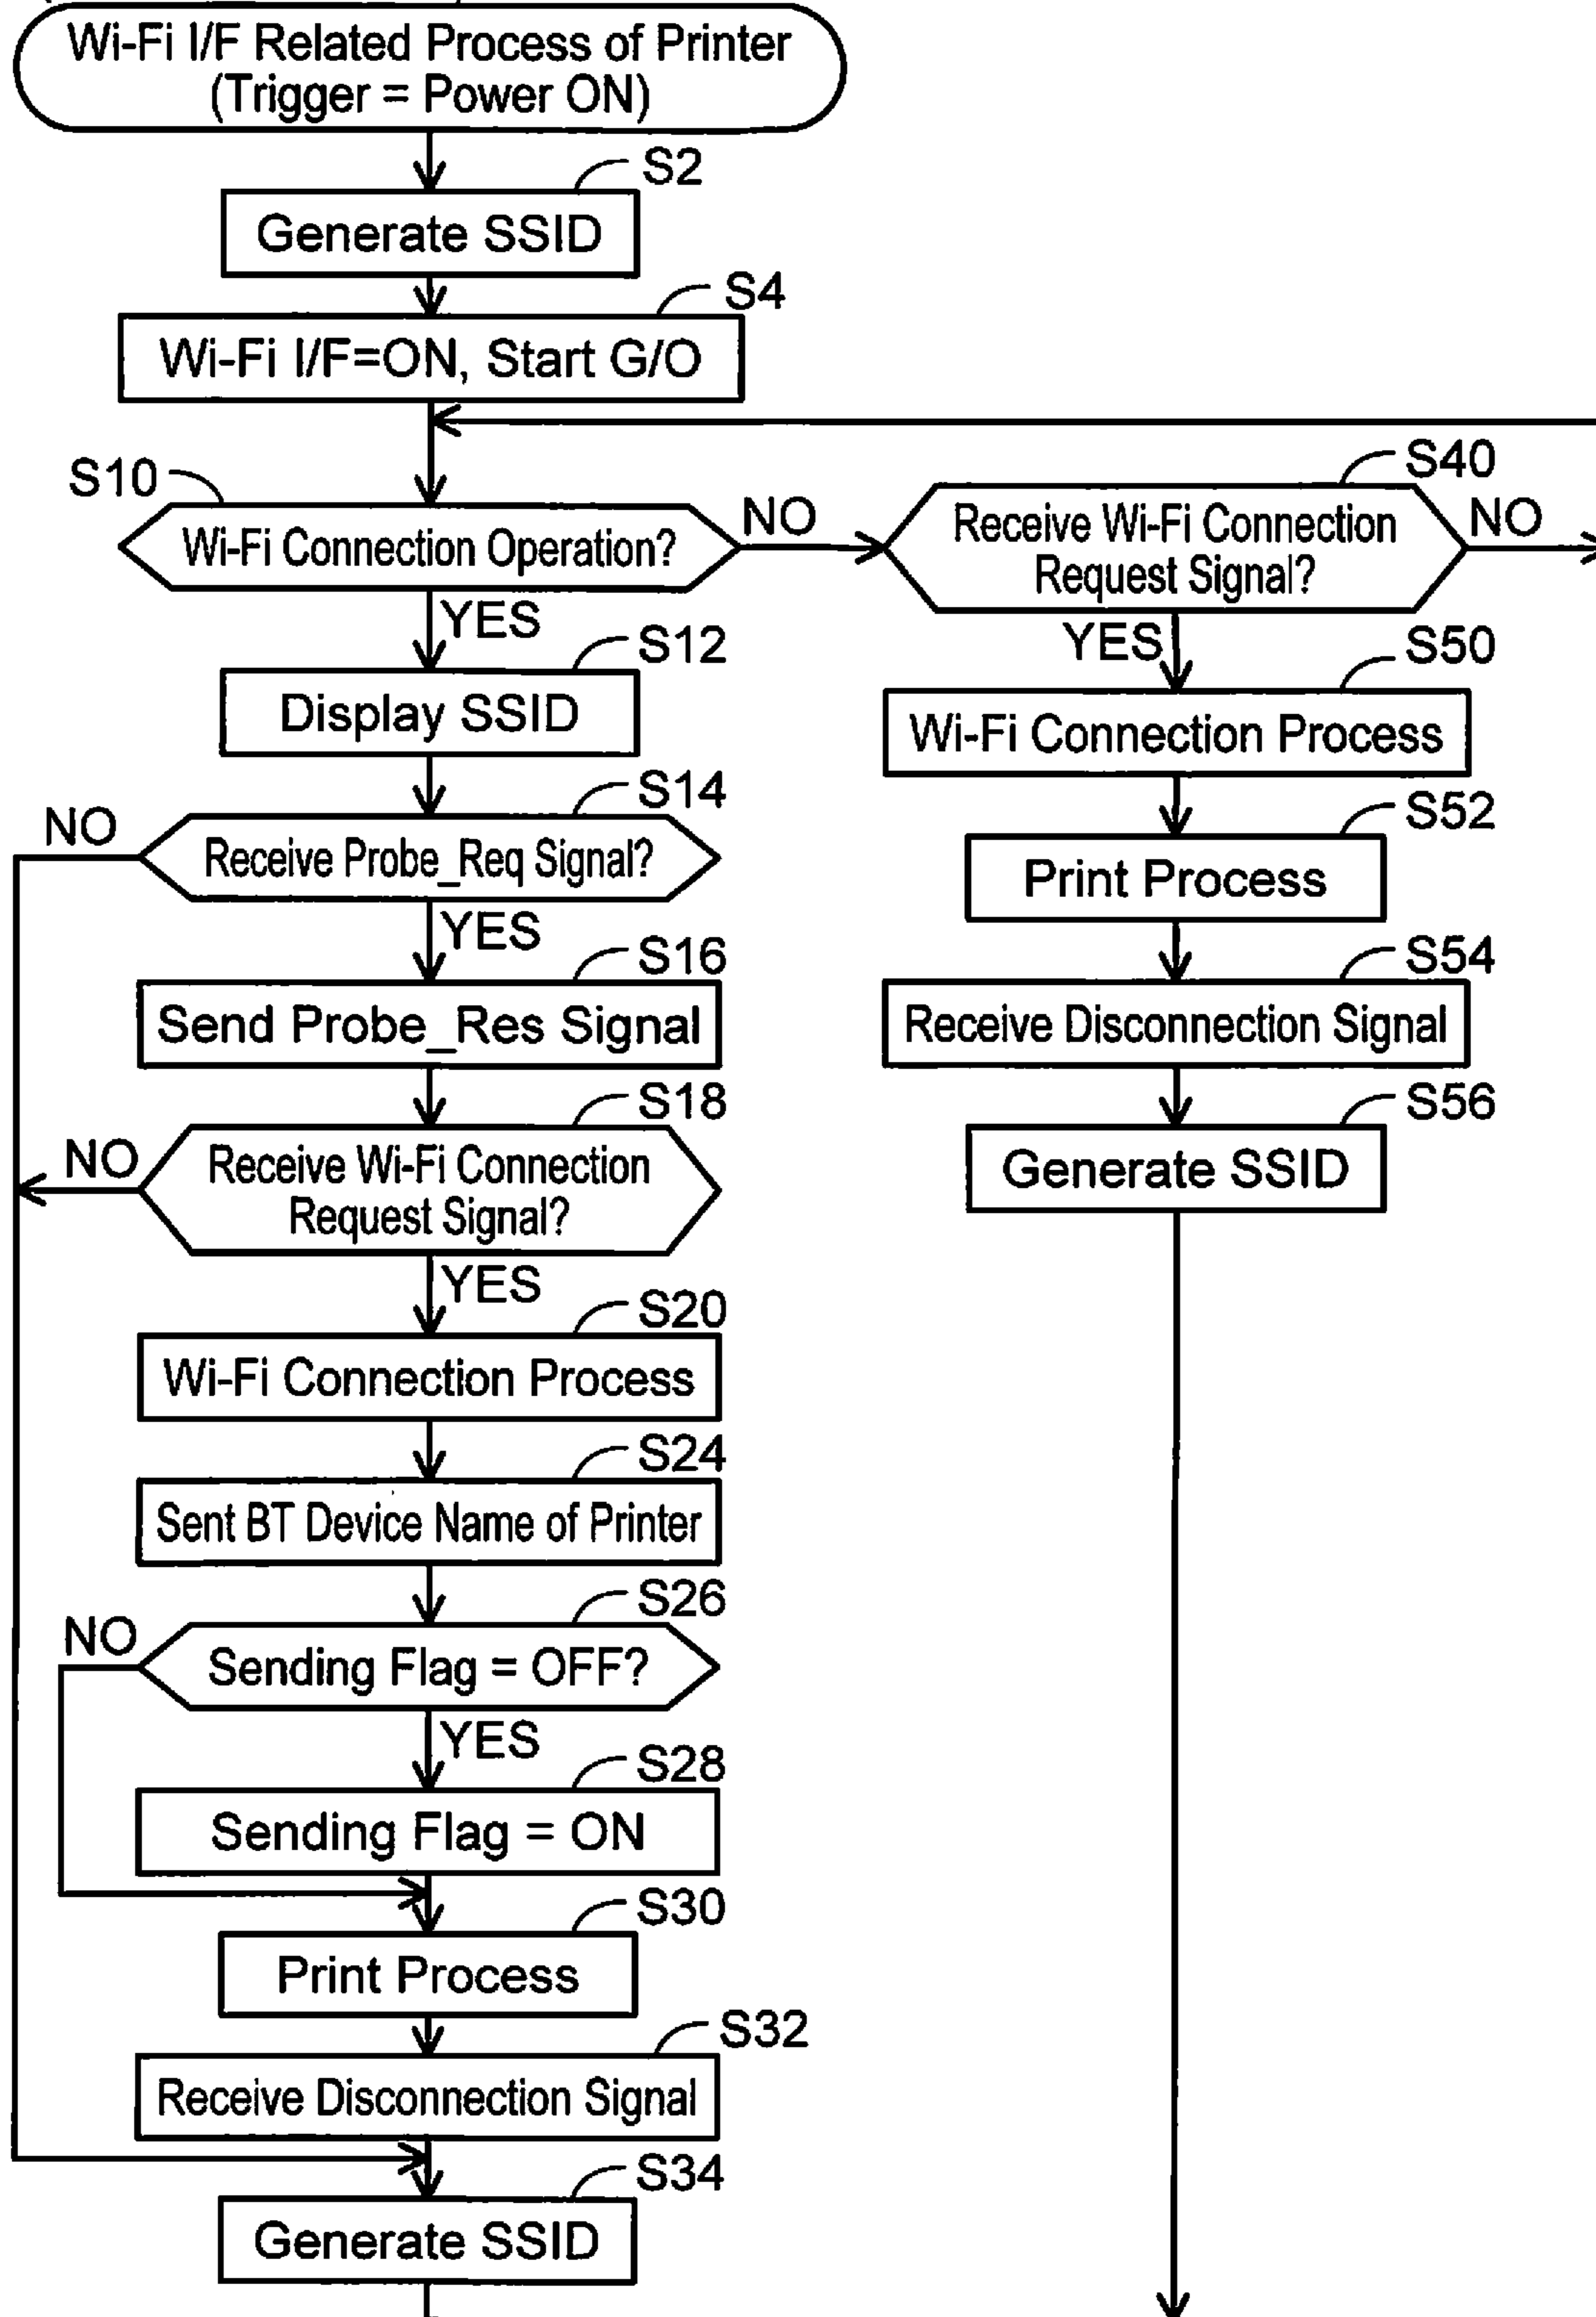 Wi-Fi I/F Related Process of Printer
(Trigger = Power ON)
S2
Generate SSID
S4
Wi-Fi I/F=ON, Start G/O
S10
Wi-Fi Connection Operation?
NO
YES
S12
Display SSID
S14
NO
Receive Probe_Req Signal?
YES
S16
Send Probe_Res Signal
S18
NO
Receive Wi-Fi Connection
Request Signal?
YES
S20
Wi-Fi Connection Process
S24
Sent BT Device Name of Printer
S26
NO
Sending Flag = OFF?
YES
S28
Sending Flag = ON
S30
Print Process
S32
Receive Disconnection Signal
S34
Generate SSID
S40
Receive Wi-Fi Connection
Request Signal?
NO
YES
S50
Wi-Fi Connection Process
S52
Print Process
S54
Receive Disconnection Signal
S56
Generate SSID